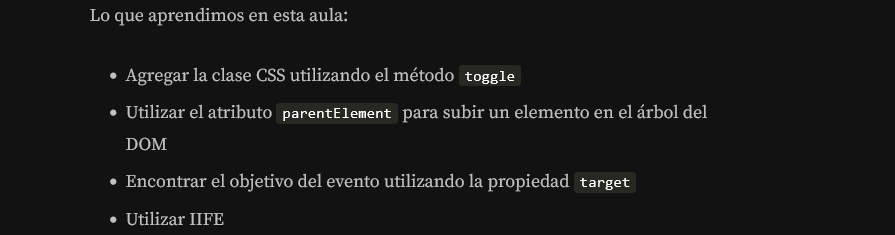 Lo que aprendimos en esta aula:
• Agregar la clase CSS utilizando el método toggle
• Utilizar el atributo parentElement para subir un elemento en el árbol del
DOM
• Encontrar el objetivo del evento utilizando la propiedad target
• Utilizar IIFE